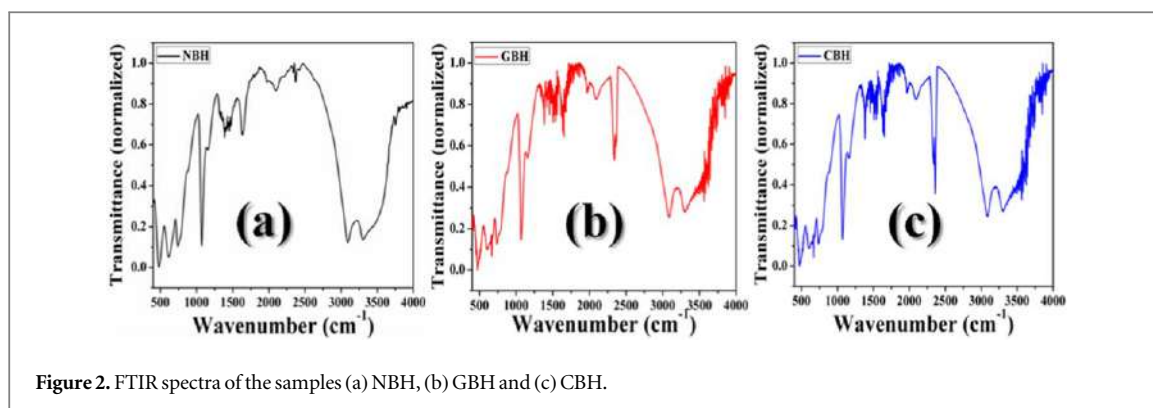 NBH
Transmittance (normalized)
1.0
0.8
0.6
0.4
0.2
0.0
(a)
500 1000 1500 2000 2500 3000 3500 4000
Wavenumber (cm⁻¹)
GBH
Transmittance (normalized)
1.0
0.8
0.6
0.4
0.2
0.0
(b)
500 1000 1500 2000 2500 3000 3500 4000
Wavenumber (cm⁻¹)
CBH
Transmittance (normalized)
1.0
0.8
0.6
0.4
0.2
0.0
(c)
500 1000 1500 2000 2500 3000 3500 4000
Wavenumber (cm⁻¹)
Figure 2. FTIR spectra of the samples (a) NBH, (b) GBH and (c) CBH.